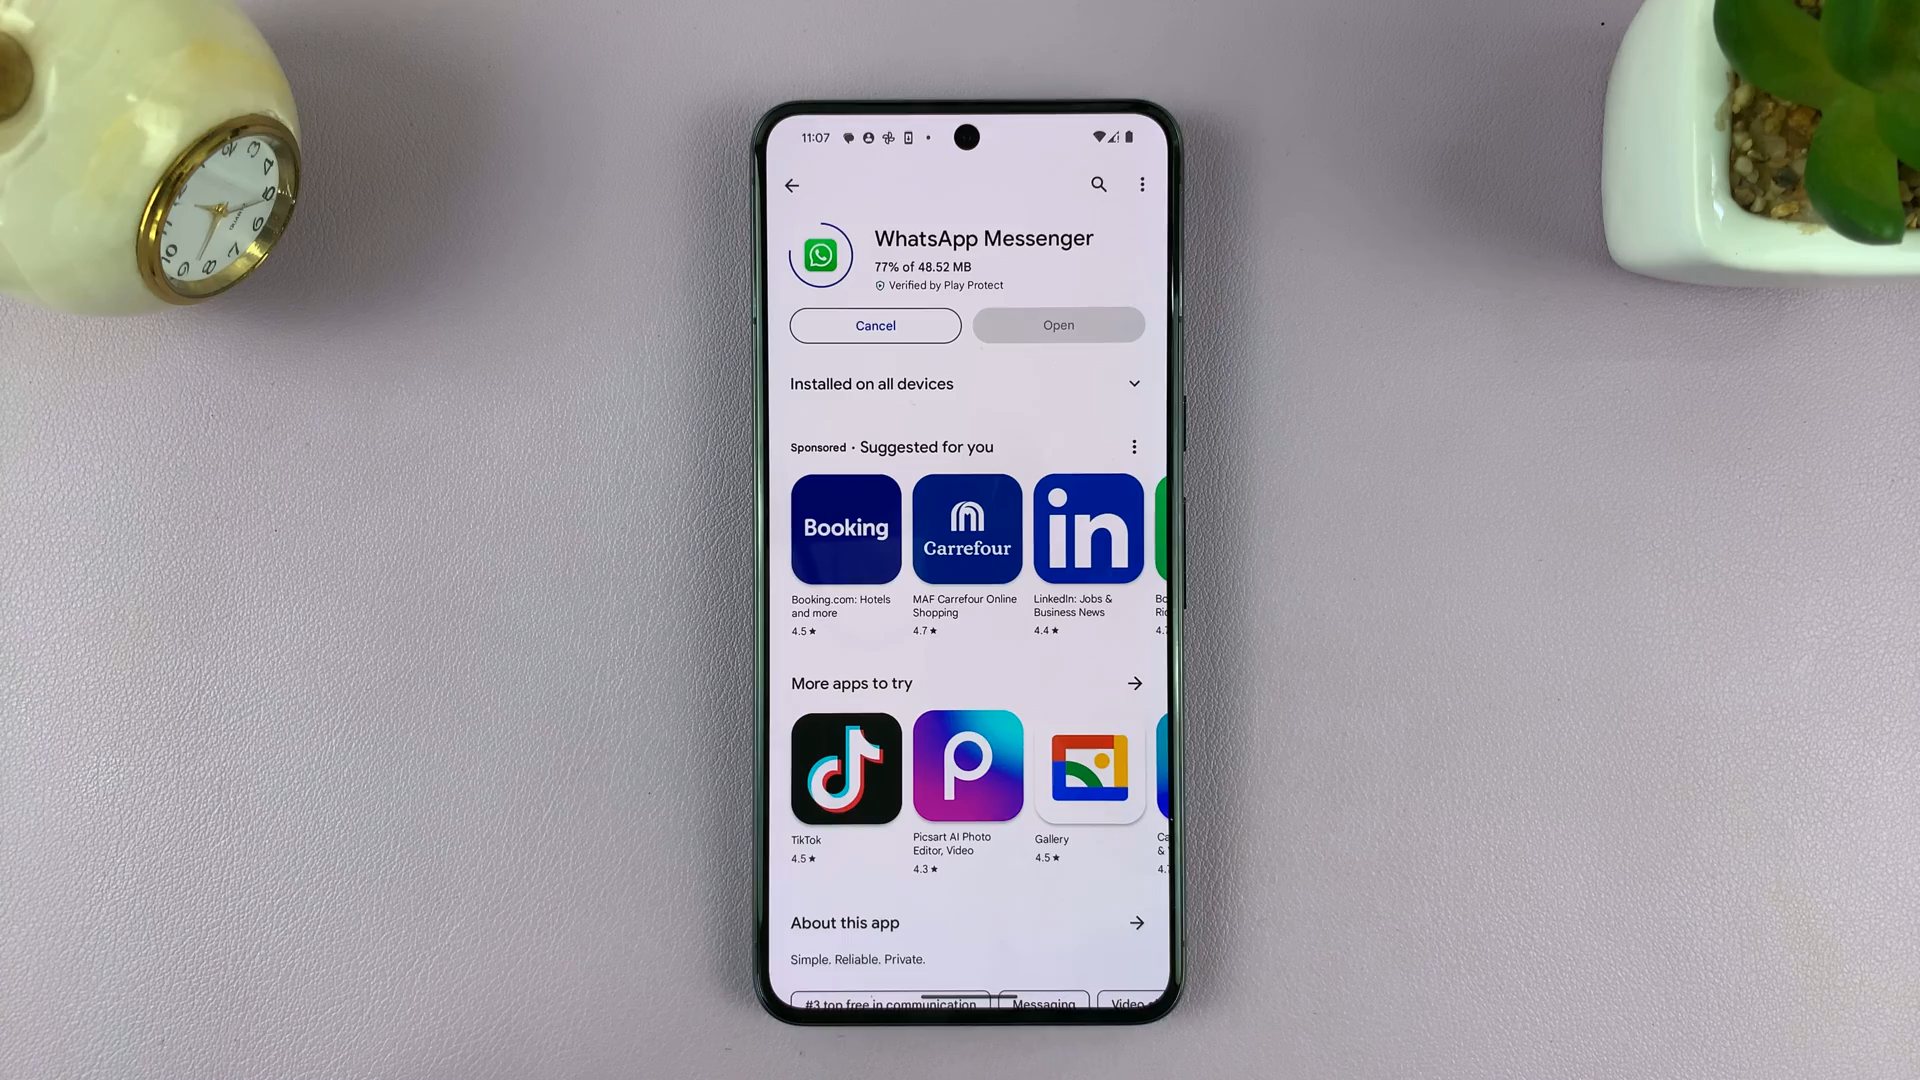 11:07
WhatsApp Messenger
77% of 48.52 MB
Verified by Play Protect
Cancel
Open
Installed on all devices
Sponsored • Suggested for you
Booking
Carrefour
in
Booking.com: Hotels and more
4.5★
MAF Carrefour Online Shopping
4.7★
LinkedIn: Jobs & Business News
4.4★
More apps to try
TikTok
4.5★
Picsart AI Photo Editor, Video
4.3★
Gallery
4.5★
About this app
Simple. Reliable. Private.
#3 top free in communication
Messaging
Video